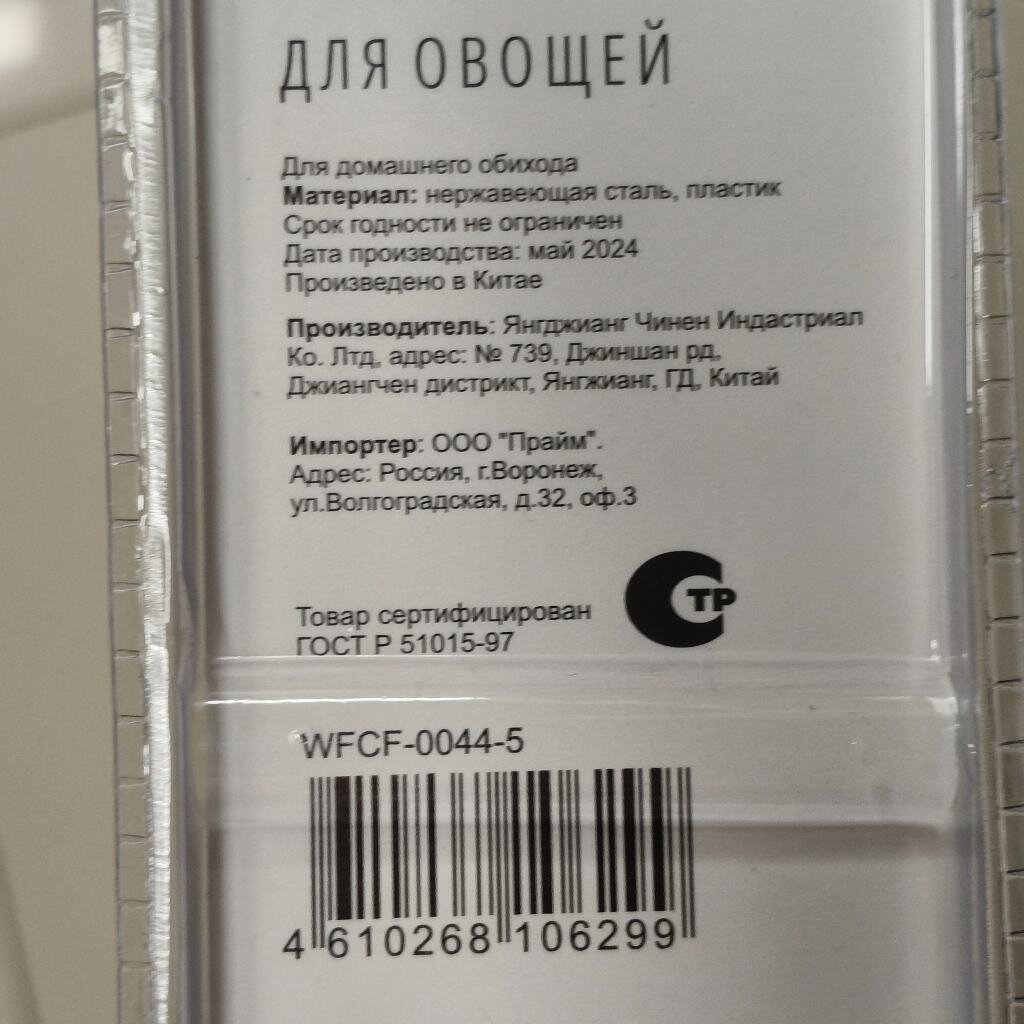 ДЛЯ ОВОЩЕЙ
Для домашнего обихода
Материал: нержавеющая сталь, пластик
Срок годности не ограничен
Дата производства: май 2024
Произведено в Китае
Производитель: Янгджианг Чинен Индастриал
Ко. Лтд, адрес: № 739, Джиншан рд,
Джиангчен дистрикт, Янгжианг, ГД, Китай
Импортер: ООО "Прайм".
Адрес: Россия, г.Воронеж,
ул.Волгоградская, д.32, оф.3
Товар сертифицирован
ГОСТ Р 51015-97
СТР
WFCF-0044-5
4 610268 106299